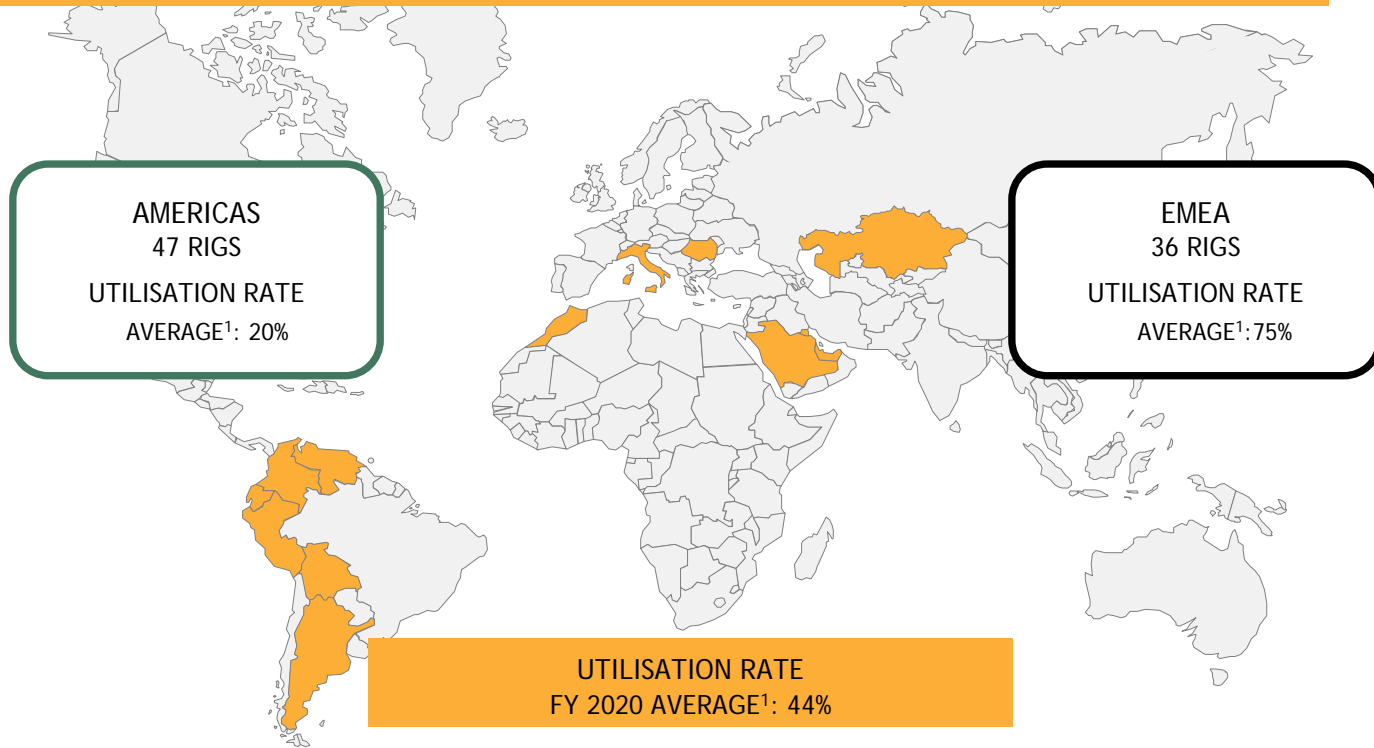 AMERICAS
47 RIGS
UTILISATION RATE
AVERAGE¹: 20%
EMEA
36 RIGS
UTILISATION RATE
AVERAGE¹:75%
UTILISATION RATE
FY 2020 AVERAGE¹: 44%